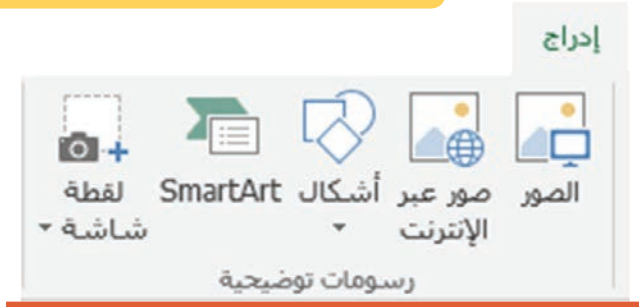 إدراج
الصور
صور عبر
الإنترنت
أشكال
SmartArt
لقطة
شاشة
رسومات توضيحية